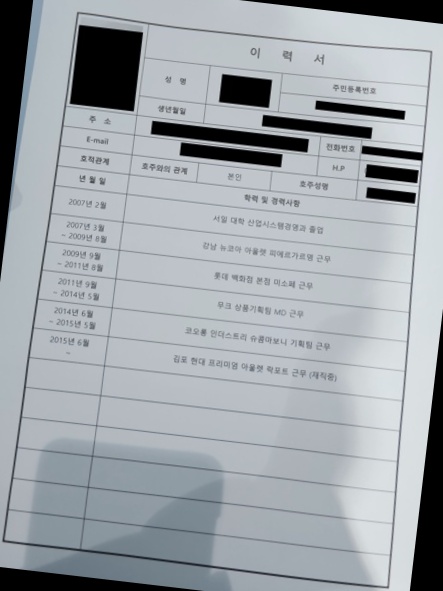 이 력 서
성 명
주민등록번호
생년월일
주 소
전화번호
E-mail
H.P
호적관계
호주와의 관계
본인
호주성명
년 월 일
학력 및 경력사항
2007년 2월
서일 대학 산업시스템경영과 졸업
2007년 3월
~ 2009년 8월
강남 뉴코아 아울렛 피에르가르뎅 근무
2009년 9월
~ 2011년 8월
롯데 백화점 본점 미소페 근무
2011년 9월
~ 2014년 5월
무크 상품기획팀 MD 근무
2014년 6월
~ 2015년 5월
코오롱 인더스트리 슈콤마보니 기획팀 근무
2015년 6월
~
김포 현대 프리미엄 아울렛 락포트 근무 (재직중)